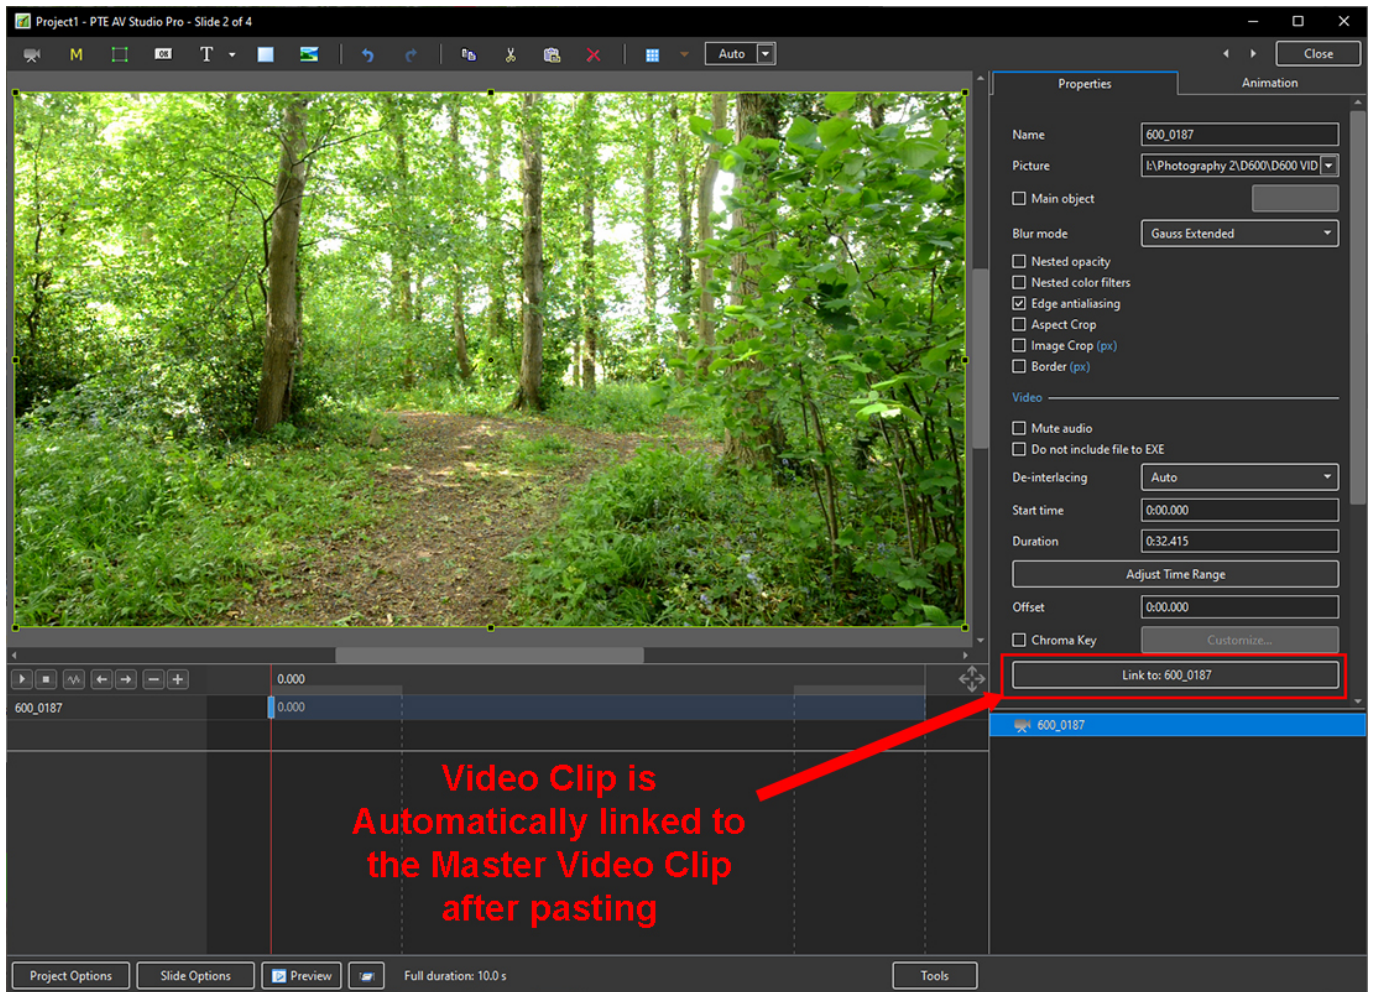 Project1 - PTE AV Studio Pro - Slide 2 of 4
M
OK
T
Auto
Close
Properties
Animation
Name
600_0187
Picture
I:\Photography 2\D600\D600 VID
Main object
Blur mode
Gauss Extended
Nested opacity
Nested color filters
Edge antialiasing
Aspect Crop
Image Crop (px)
Border (px)
Video
Mute audio
Do not include file to EXE
De-interlacing
Auto
Start time
0:00.000
Duration
0:32.415
Adjust Time Range
Offset
0:00.000
Chroma Key
Customize...
Link to: 600_0187
0.000
600_0187
0.000
600_0187
Video Clip is
Automatically linked to
the Master Video Clip
after pasting
Project Options
Slide Options
Preview
Full duration: 10.0 s
Tools